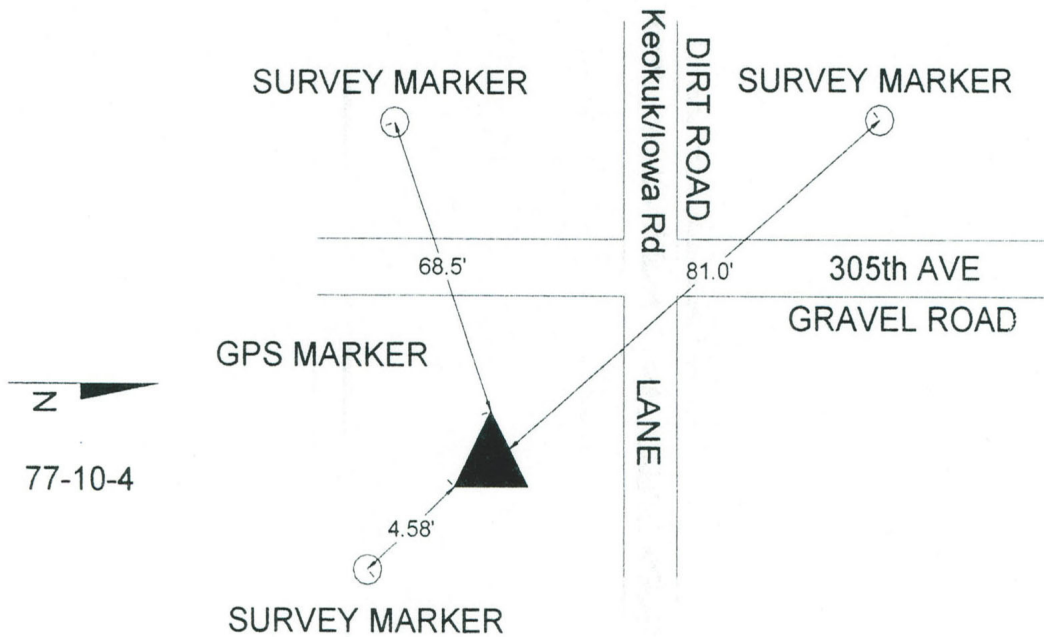 SURVEY MARKER
Keokuk/Iowa Rd
DIRT ROAD
SURVEY MARKER
68.5'
81.0'
305th AVE
GRAVEL ROAD
GPS MARKER
N
LANE
77-10-4
4.58'
SURVEY MARKER